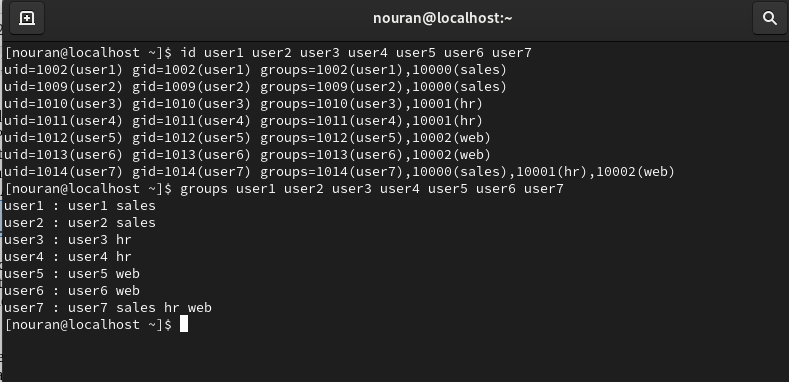 nouran@localhost:~
[nouran@localhost ~]$ id user1 user2 user3 user4 user5 user6 user7
uid=1002(user1) gid=1002(user1) groups=1002(user1),10000(sales)
uid=1009(user2) gid=1009(user2) groups=1009(user2),10000(sales)
uid=1010(user3) gid=1010(user3) groups=1010(user3),10001(hr)
uid=1011(user4) gid=1011(user4) groups=1011(user4),10001(hr)
uid=1012(user5) gid=1012(user5) groups=1012(user5),10002(web)
uid=1013(user6) gid=1013(user6) groups=1013(user6),10002(web)
uid=1014(user7) gid=1014(user7) groups=1014(user7),10000(sales),10001(hr),10002(web)
[nouran@localhost ~]$ groups user1 user2 user3 user4 user5 user6 user7
user1 : user1 sales
user2 : user2 sales
user3 : user3 hr
user4 : user4 hr
user5 : user5 web
user6 : user6 web
user7 : user7 sales hr web
[nouran@localhost ~]$